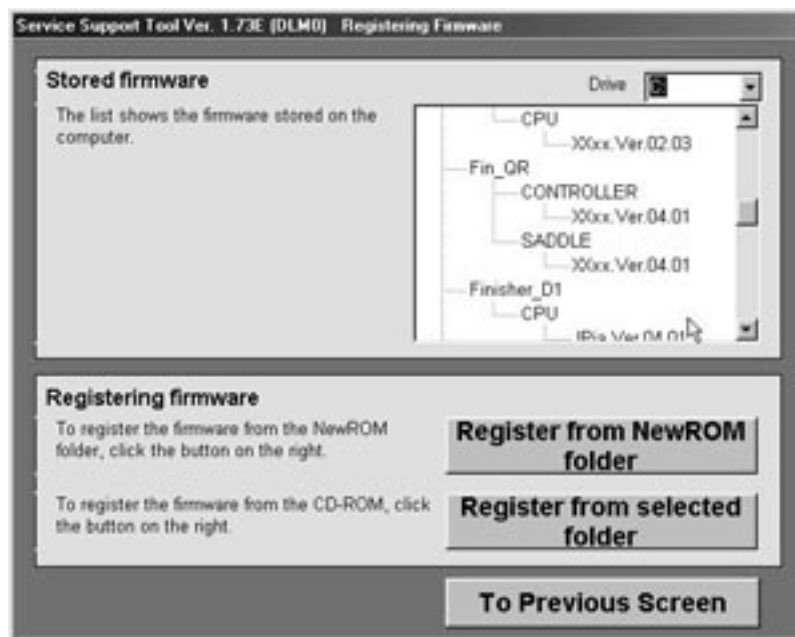 Service Support Tool Ver. 1.73E (DLM0) Registering Firmware
Stored firmware
Drive
The list shows the firmware stored on the
computer.
CPU
XXxx.Ver.02.03
Fin_QR
CONTROLLER
XXxx.Ver.04.01
SADDLE
XXxx.Ver.04.01
Finisher_D1
CPU
Registering firmware
To register the firmware from the NewROM
folder, click the button on the right.
Register from NewROM
folder
To register the firmware from the CD-ROM, click
the button on the right.
Register from selected
folder
To Previous Screen